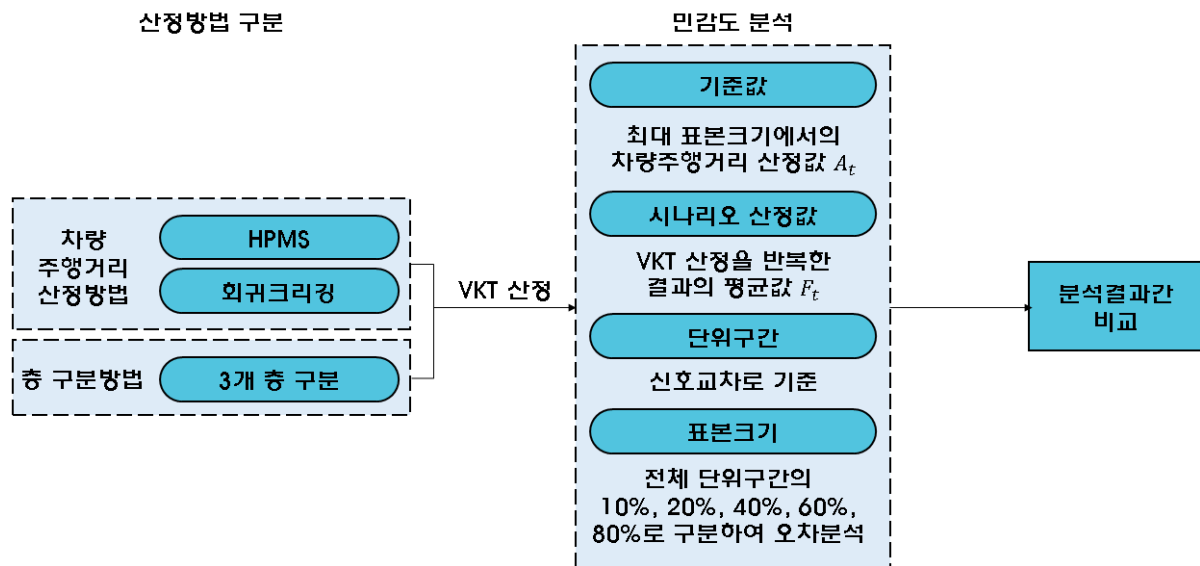 산정방법 구분
민감도 분석
차량
주행거리
산정방법
HPMS
회귀크리깅
층 구분방법
3개 층 구분
VKT 산정
기준값
최대 표본크기에서의
차량주행거리 산정값 A_t
시나리오 산정값
VKT 산정을 반복한
결과의 평균값 F_t
단위구간
신호교차로 기준
표본크기
전체 단위구간의
10%, 20%, 40%, 60%,
80%로 구분하여 오차분석
분석결과간
비교